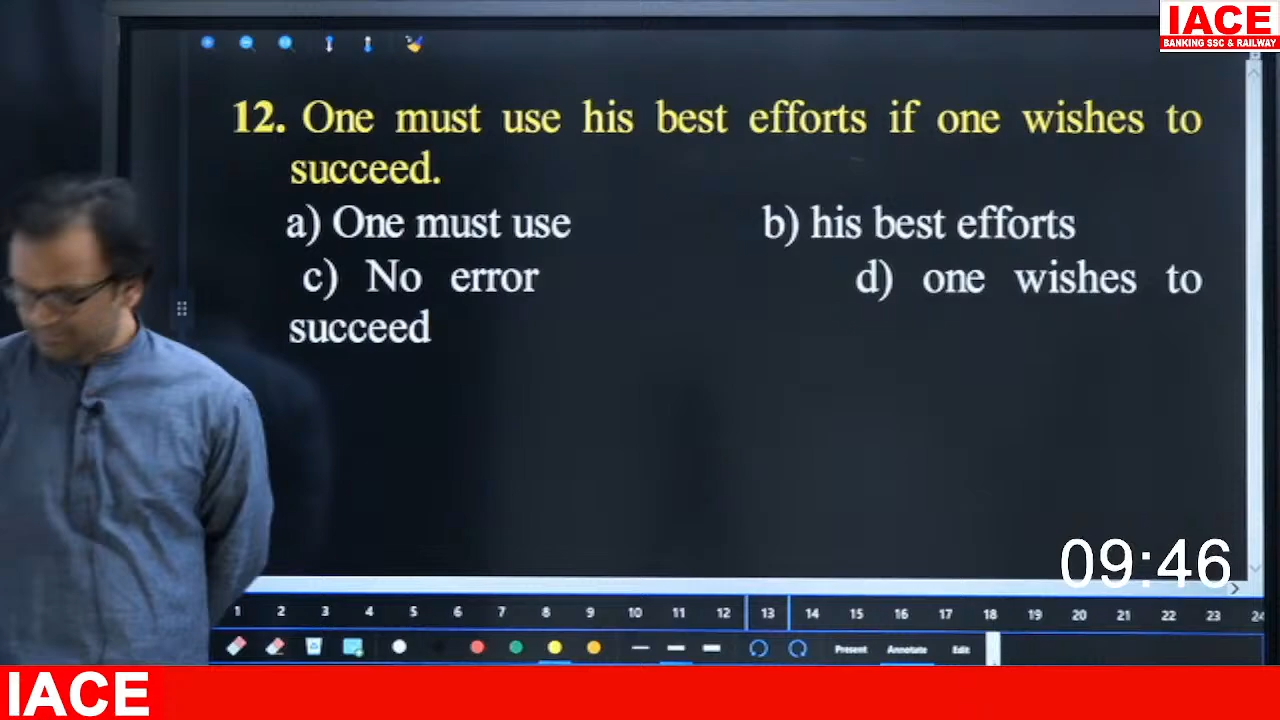 IACE
BANKING SSC & RAILWAY
12. One must use his best efforts if one wishes to
succeed.
a) One must use b) his best efforts
c) No error d) one wishes to
succeed
09:46
1 2 3 4 5 6 7 8 9 10 11 12 13 14 15 16 17 18 19 20 21 22 23 24
Present Annotate Edit
IACE